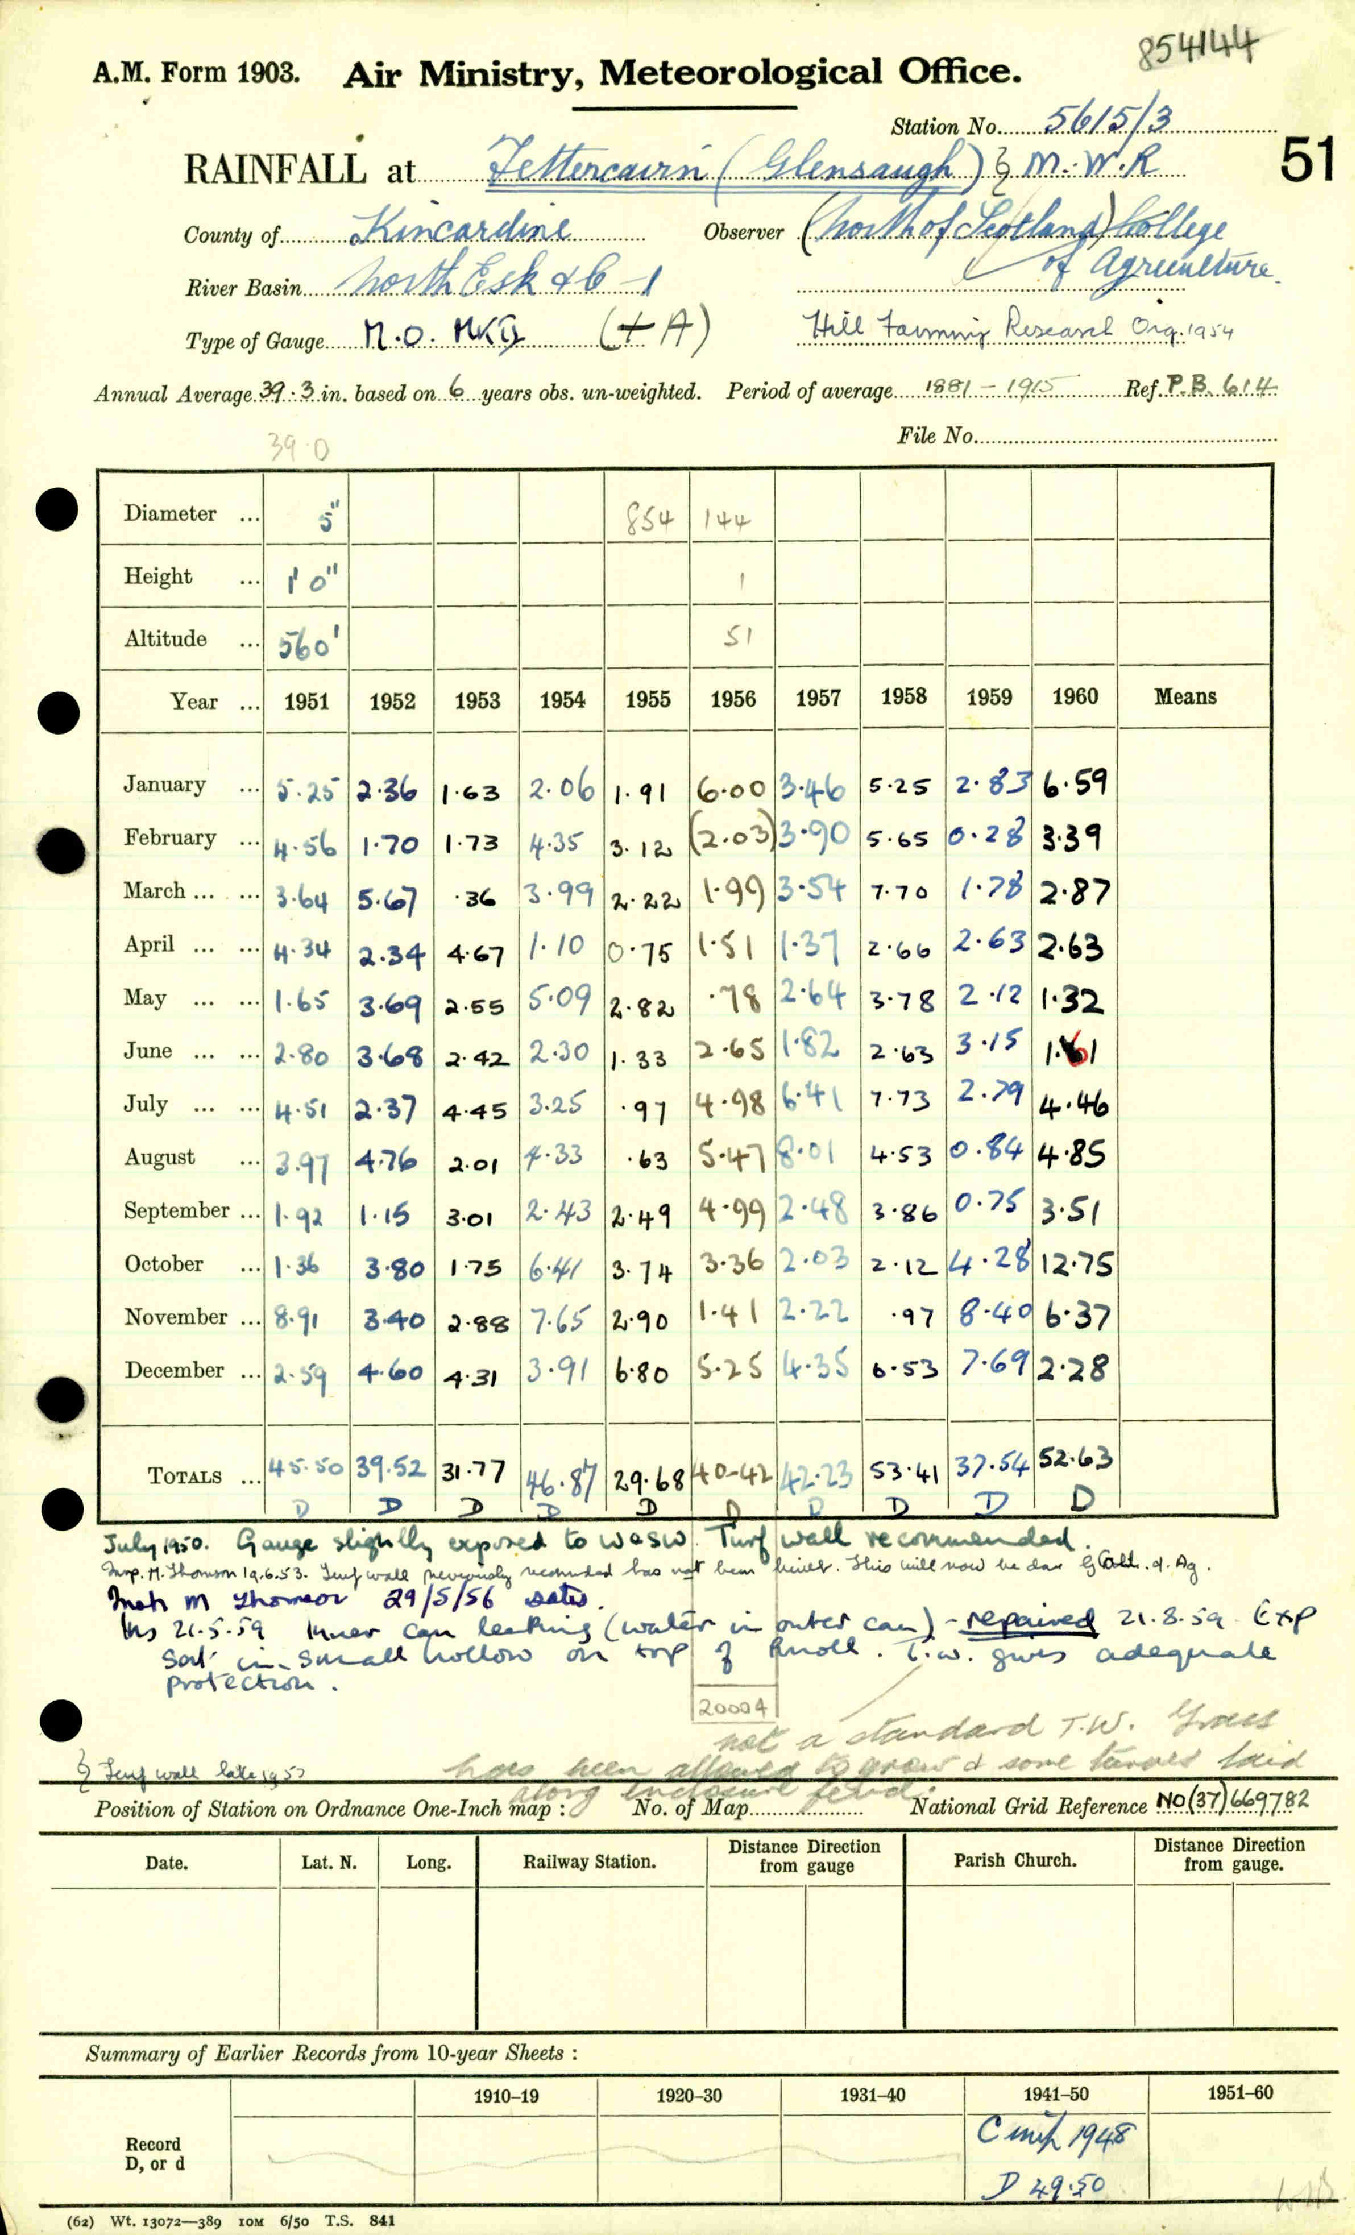 854144
A.M. Form 1903. Air Ministry, Meteorological Office.
Station No. 5615/3
51
RAINFALL at Fettercairn (Glensaugh) & M.W.R
County of Kincardine Observer (North of Scotland) College
of Agriculture
River Basin North Esk &c - 1
Type of Gauge M.O. MKII (+A) Hill Farming Research Org. 1954
Annual Average 39.3 in. based on 6 years obs. un-weighted. Period of average 1881-1915 Ref. P.B. 614
39.0
File No.
Diameter ... 5" 854 144
Height ... 1' 0" 1
Altitude ... 560' 51
Year ... 1951 1952 1953 1954 1955 1956 1957 1958 1959 1960 Means
January ... 5.25 2.36 1.63 2.06 1.91 6.00 3.46 5.25 2.83 6.59
February ... 4.56 1.70 1.73 4.35 3.12 (2.03) 3.90 5.65 0.28 3.39
March ... ... 3.64 5.67 .36 3.99 2.22 1.99 3.54 7.70 1.78 2.87
April ... ... 4.34 2.34 4.67 1.10 0.75 1.51 1.37 2.66 2.63 2.63
May ... ... 1.65 3.69 2.55 5.09 2.82 .78 2.64 3.78 2.12 1.32
June ... ... 2.80 3.68 2.42 2.30 1.33 2.65 1.82 2.63 3.15 1.61
July ... ... 4.51 2.37 4.45 3.25 .97 4.98 6.41 7.73 2.79 4.46
August ... 3.97 4.76 2.01 4.33 .63 5.47 8.01 4.53 0.84 4.85
September ... 1.92 1.15 3.01 2.43 2.49 4.99 2.48 3.86 0.75 3.51
October ... 1.36 3.80 1.75 6.41 3.74 3.36 2.03 2.12 4.28 12.75
November ... 8.91 3.40 2.88 7.65 2.90 1.41 2.22 .97 8.40 6.37
December ... 2.59 4.60 4.31 3.91 6.80 5.25 4.35 6.53 7.69 2.28
TOTALS ... 45.50 39.52 31.77 46.87 29.68 40-42 42.23 53.41 37.54 52.63
D D D D D D D D D D
July 1950. Gauge slightly exposed to W & SW. Turf wall recommended.
Insp. M. Thomson 19.6.53. Turf wall previously recommended has not been built. This will now be done by Coll. of Ag.
M Thomson 29/5/56 Satis.
Ins 21.5.59 Inner can leaking (water in outer can) - repaired 21.8.59 Exp
Sat in small hollow on top of knoll. T.W. gives adequate
protection.
20004
not a standard T.W. Grass
has been allowed to grow & some turves laid
along enclosure
Turf wall late 1953
Position of Station on Ordnance One-Inch map : No. of Map National Grid Reference NO(37)669782
Date. Lat. N. Long. Railway Station. Distance from gauge Direction Parish Church. Distance from gauge. Direction
Summary of Earlier Records from 10-year Sheets :
1910–19 1920–30 1931–40 1941–50 1951–60
Record
D, or d
C 1948
D 49.50
(62) Wt. 13072—389 10M 6/50 T.S. 841